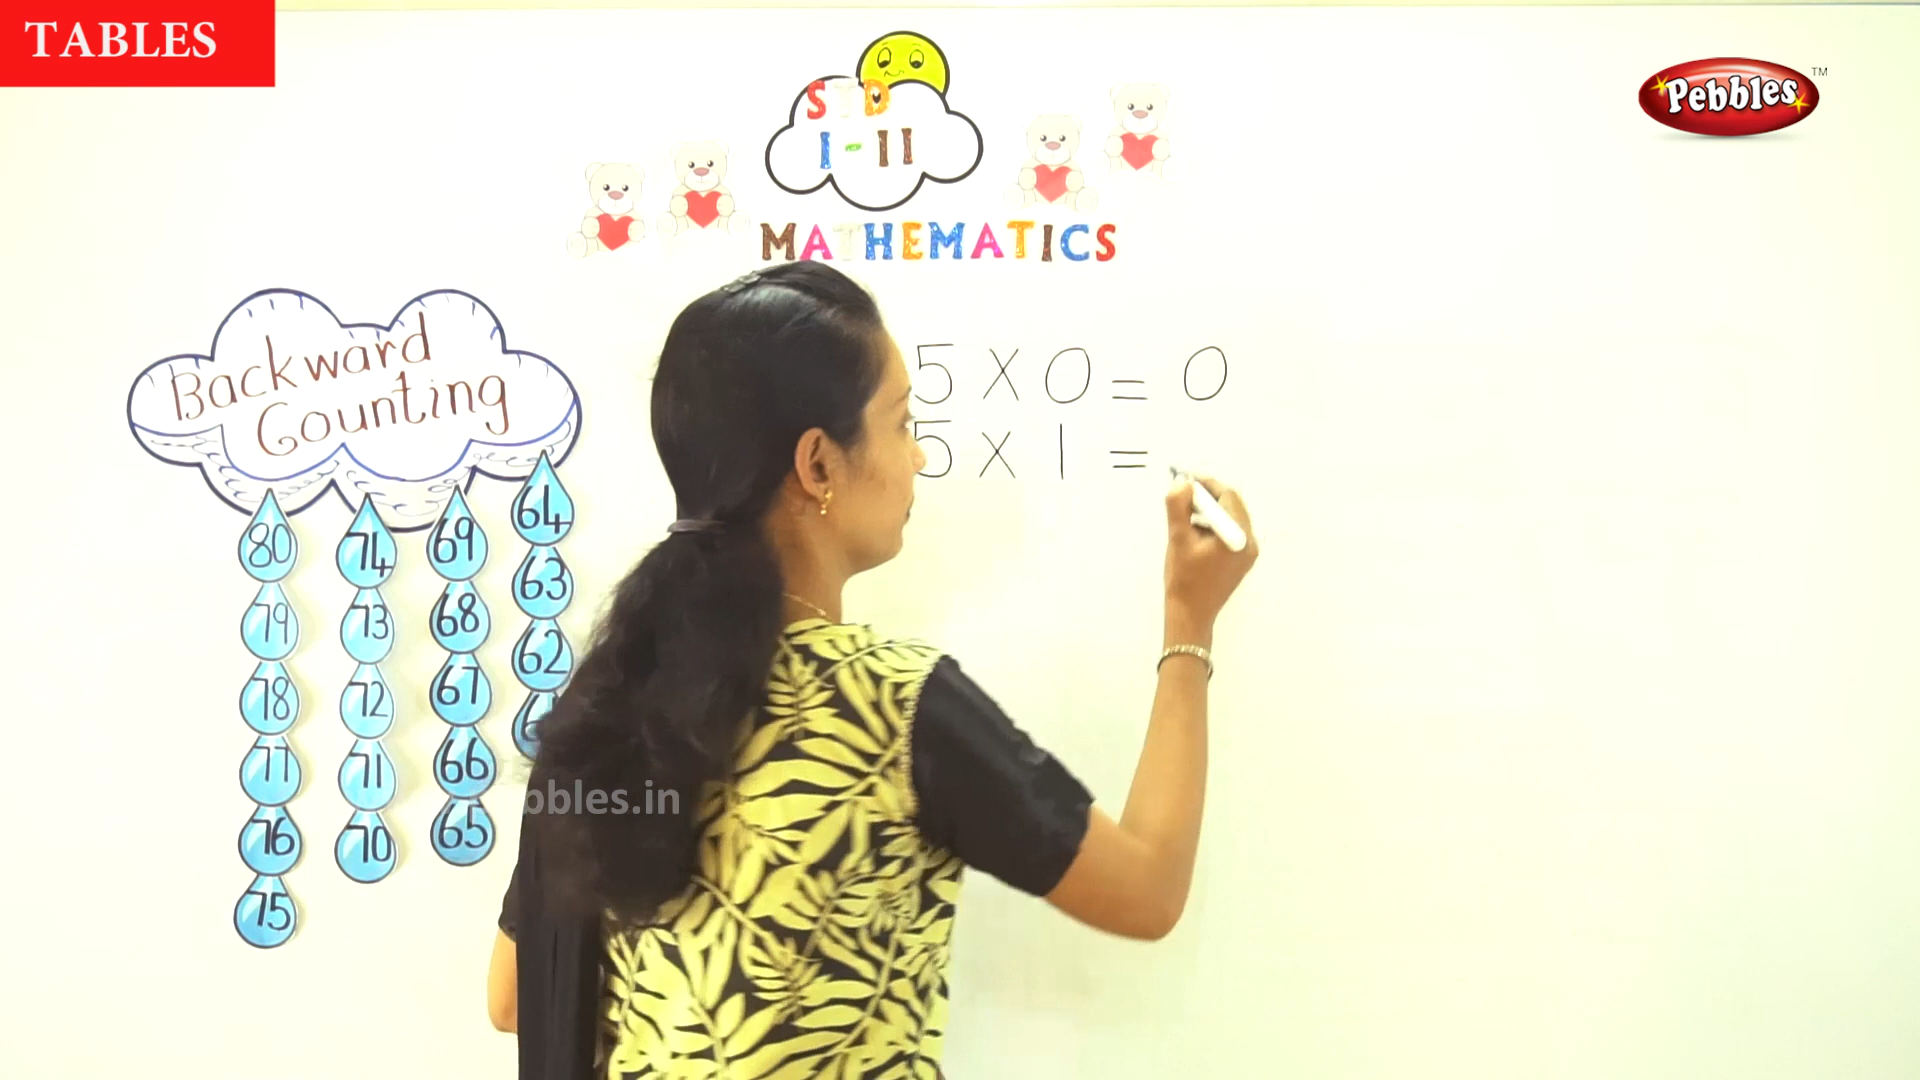 TABLES
Pebbles
TM
STD
I-II
MATHEMATICS
Backward
Counting
80
79
78
77
76
75
74
73
72
71
70
69
68
67
66
65
64
63
62
5 X 0 = 0
5 X 1 =
bbles.in